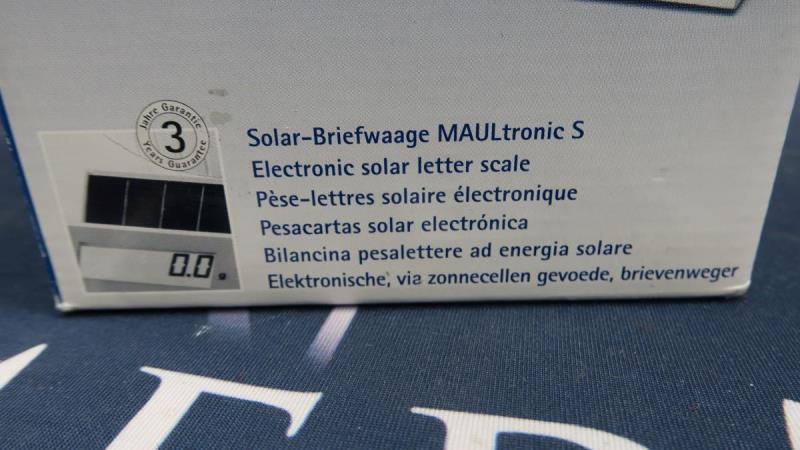 Jahre Garantie
3
Years Guarantee
Solar-Briefwaage MAULtronic S
Electronic solar letter scale
Pèse-lettres solaire électronique
Pesacartas solar electrónica
Bilancina pesalettere ad energia solare
Elektronische, via zonnecellen gevoede, brievenweger
0.0